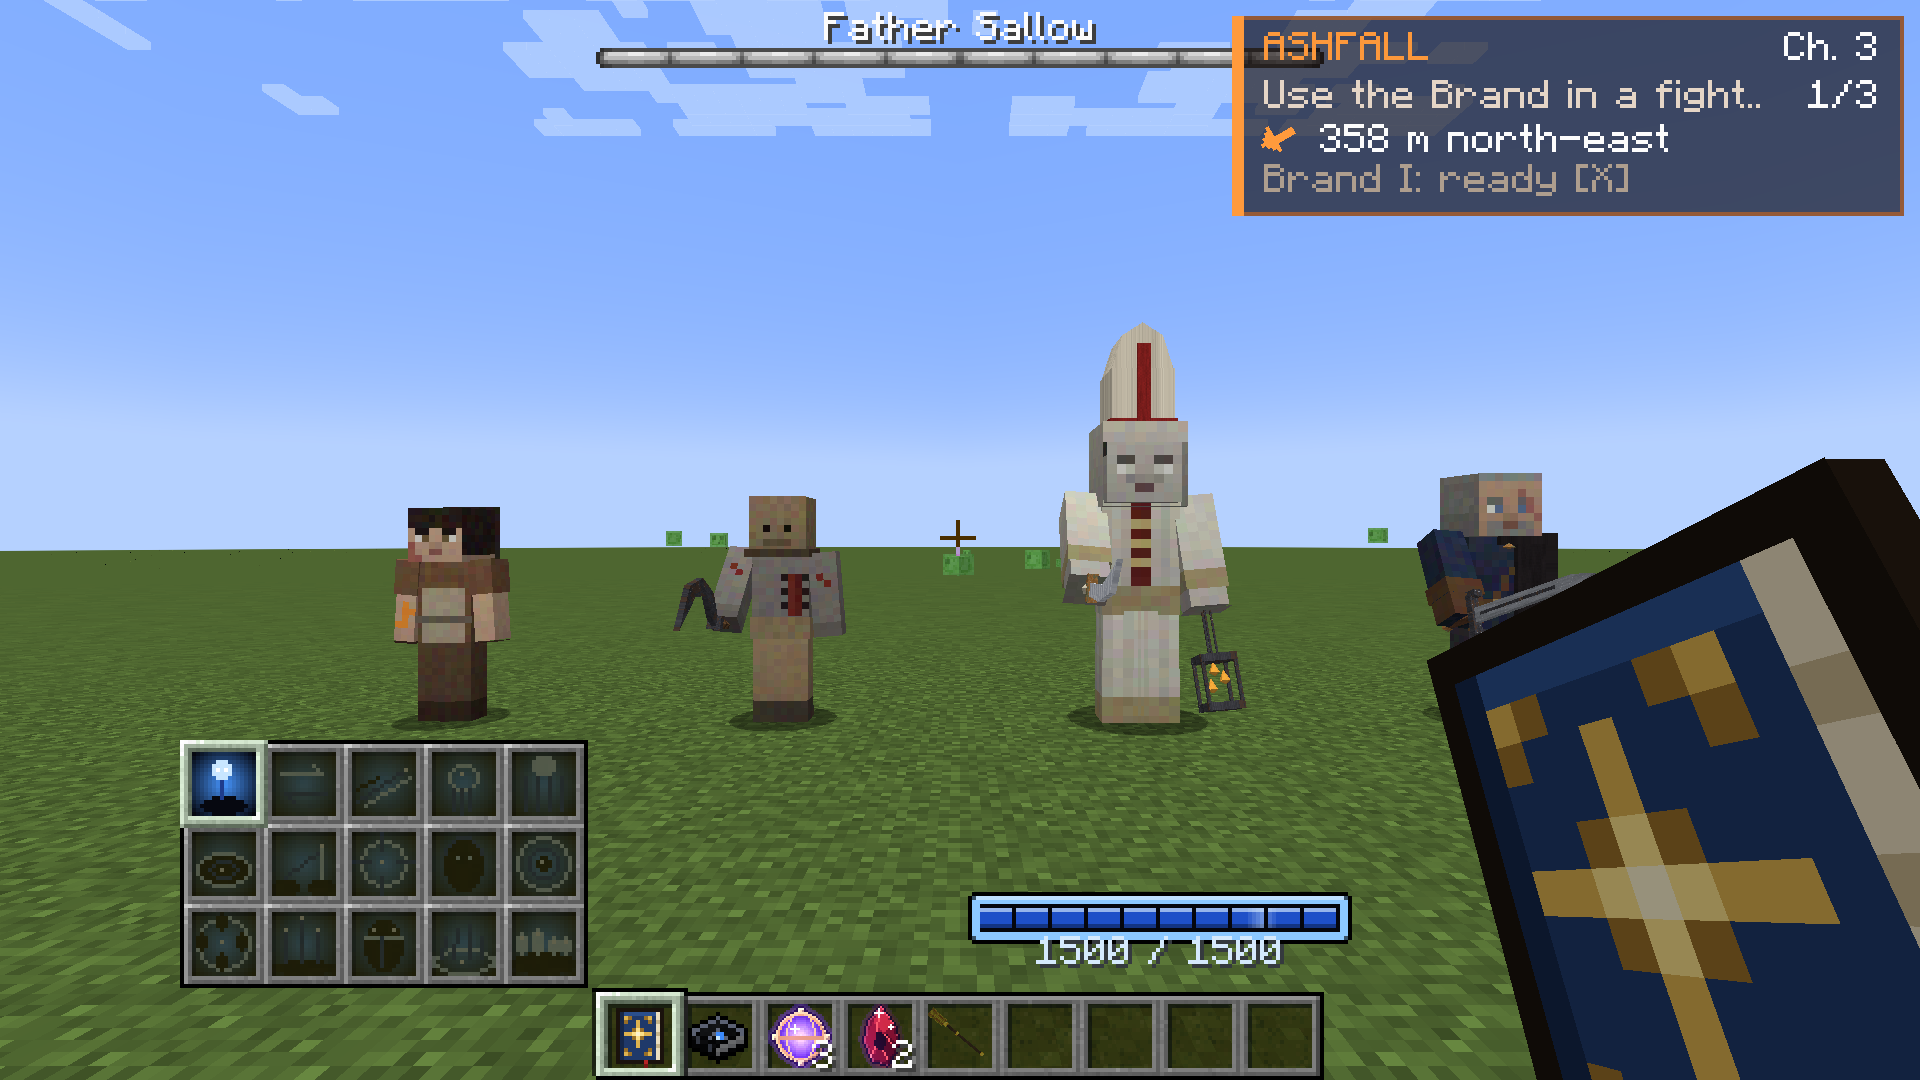 Father Sallow
ASHFALL Ch. 3
Use the Brand in a fight.. 1/3
358 m north-east
Brand I: ready [X]
1500 / 1500
3 2